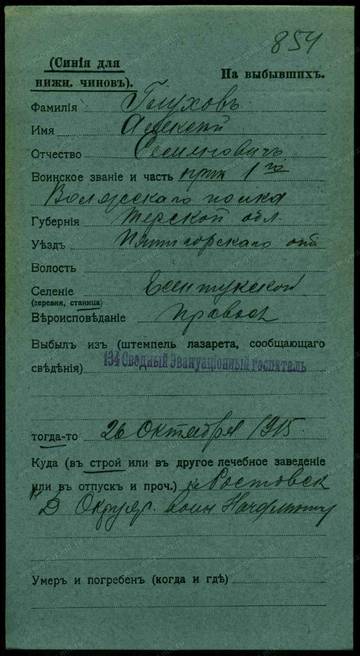 854
(Синія для
нижн. чиновъ).
На выбывшихъ.
Фамилія Глуховъ
Имя Алексей
Отчество Семеновичъ
Воинское званіе и часть 1го
Волгскаго полка
Губернія Терской обл.
Уѣздъ Пятигорскаго отд
Волость
Селеніе Ессентукской
(деревня, станица)
Вѣроисповѣданіе Правосл
Выбылъ изъ (штемпель лазарета, сообщающаго
свѣдѣнія) 134 Сводный Эвакуаціонный госпиталь
тогда-то 26 Октября 1915.
Куда (въ строй или въ другое лечебное заведеніе
или въ отпускъ и проч.)
Умеръ и погребенъ (когда и гдѣ)